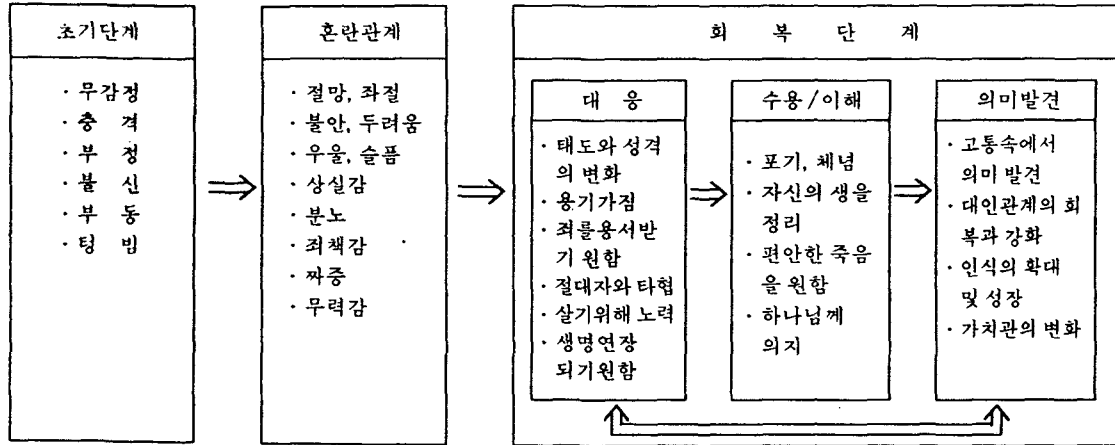 초기단계
· 무감정
· 충 격
· 부 정
· 불 신
· 부 동
· 텅 빔
혼란관계
· 절망, 좌절
· 불안, 두려움
· 우울, 슬픔
· 상실감
· 분노
· 죄책감
· 짜증
· 무력감
회 복 단 계
대 응
· 태도와 성격
의 변화
· 용기가짐
· 죄를용서받
기 원함
· 절대자와 타협
· 살기위해 노력
· 생명연장
되기원함
수용/이해
· 포기, 체념
· 자신의 생을
정리
· 편안한 죽음
을 원함
· 하나님께
의지
의미발견
· 고통속에서
의미 발견
· 대인관계의 회
복과 강화
· 인식의 확대
및 성장
· 가치관의 변화